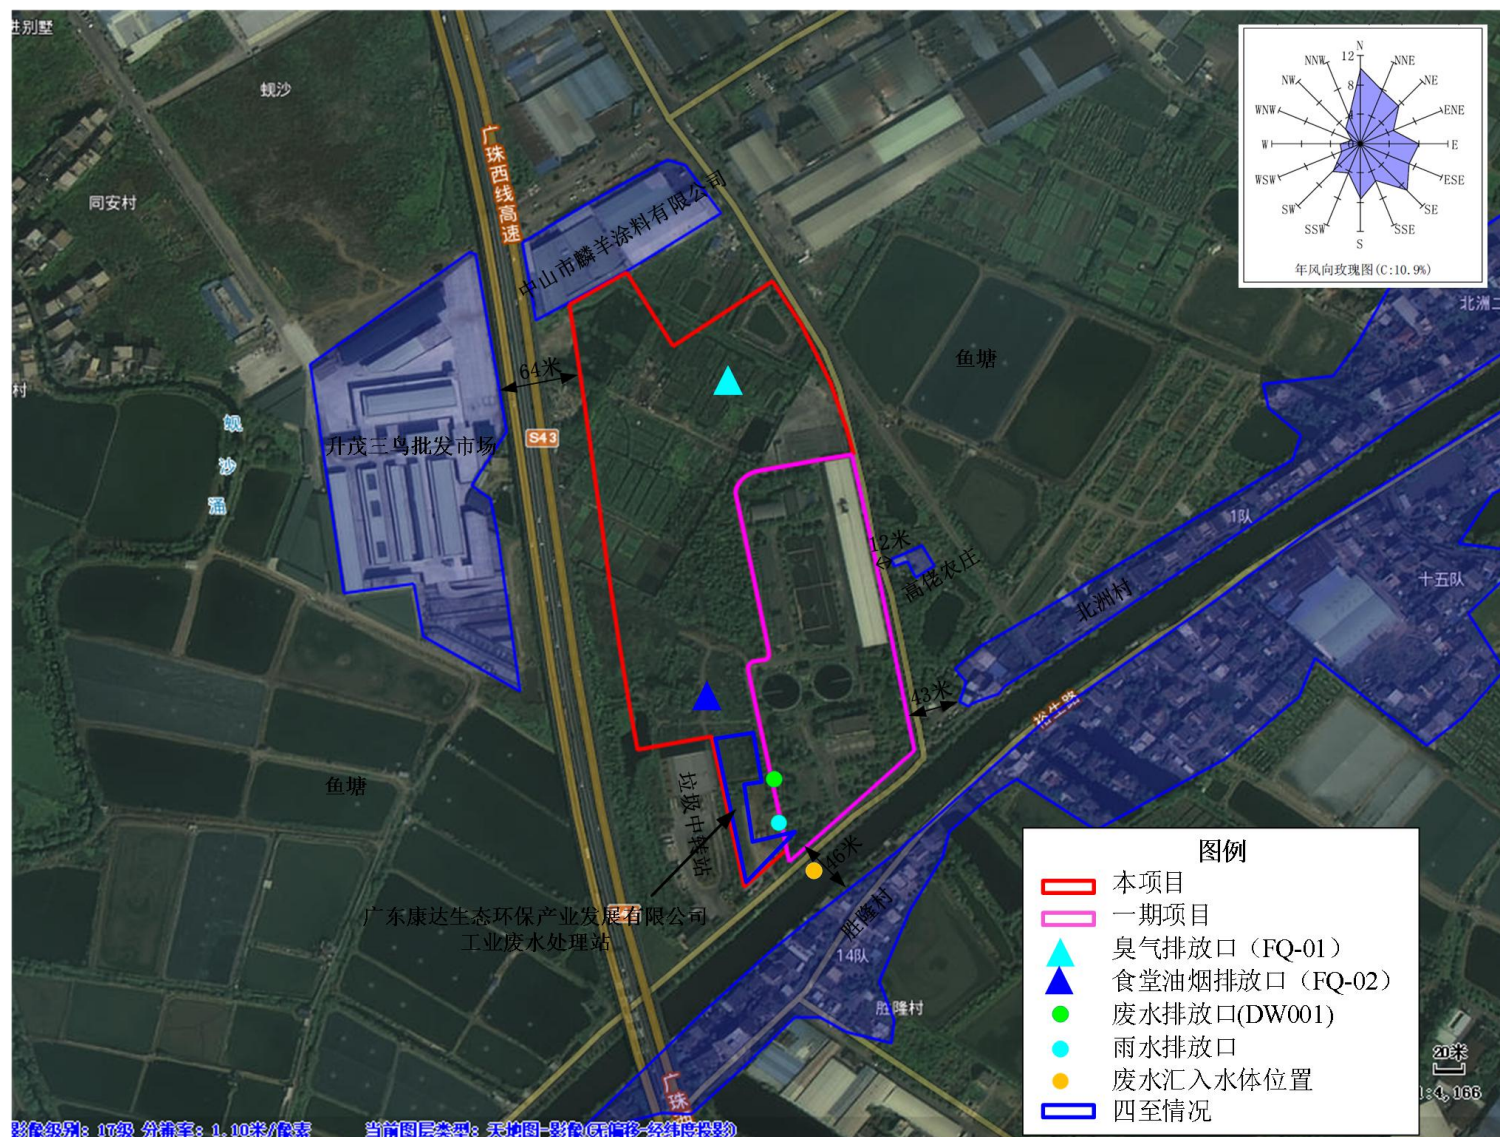 进别墅
蚬沙
同安村
村
蚬沙涌
广珠西线高速
中山市麟羊涂料有限公司
64米
S43
升茂三鸟批发市场
鱼塘
12米
高佬农庄
43米
北洲村
1队
北洲二
十五队
裕生路
鱼塘
垃圾中转站
广东康达生态环保产业发展有限公司
工业废水处理站
46米
胜隆村
14队
胜隆村
广珠西
N
NNE
NE
ENE
E
ESE
SE
SSE
S
SSW
SW
WSW
W
WNW
NW
NNW
12
8
4
0
年风向玫瑰图(C:10.9%)
图例
本项目
一期项目
臭气排放口（FQ-01）
食堂油烟排放口（FQ-02）
废水排放口(DW001)
雨水排放口
废水汇入水体位置
四至情况
20米
1:4,166
影像级别：17级 分辨率：1.10米/像素
当前图层类型：天地图-影像(无偏移-经纬度投影)